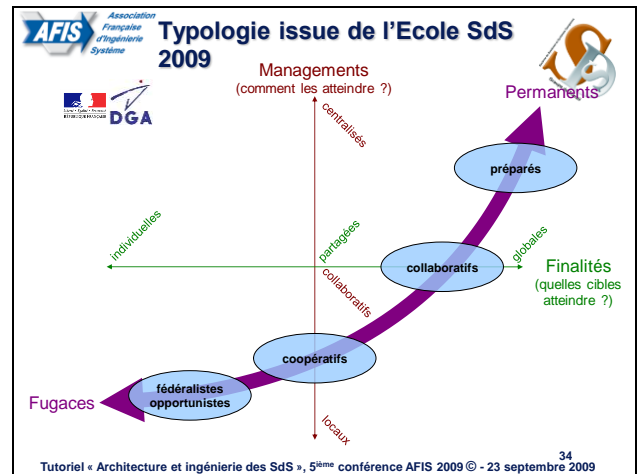 AFIS
Association
Française
d'Ingénierie
Système
Typologie issue de l'Ecole SdS
2009
Managements
(comment les atteindre ?)
Permanents
RÉPUBLIQUE FRANÇAISE
DGA
centralisés
préparés
individuelles
partagées
globales
collaboratifs
collaboratifs
Finalités
(quelles cibles
atteindre ?)
coopératifs
fédéralistes
opportunistes
Fugaces
locaux
34
Tutoriel « Architecture et ingénierie des SdS », 5ième conférence AFIS 2009 © - 23 septembre 2009